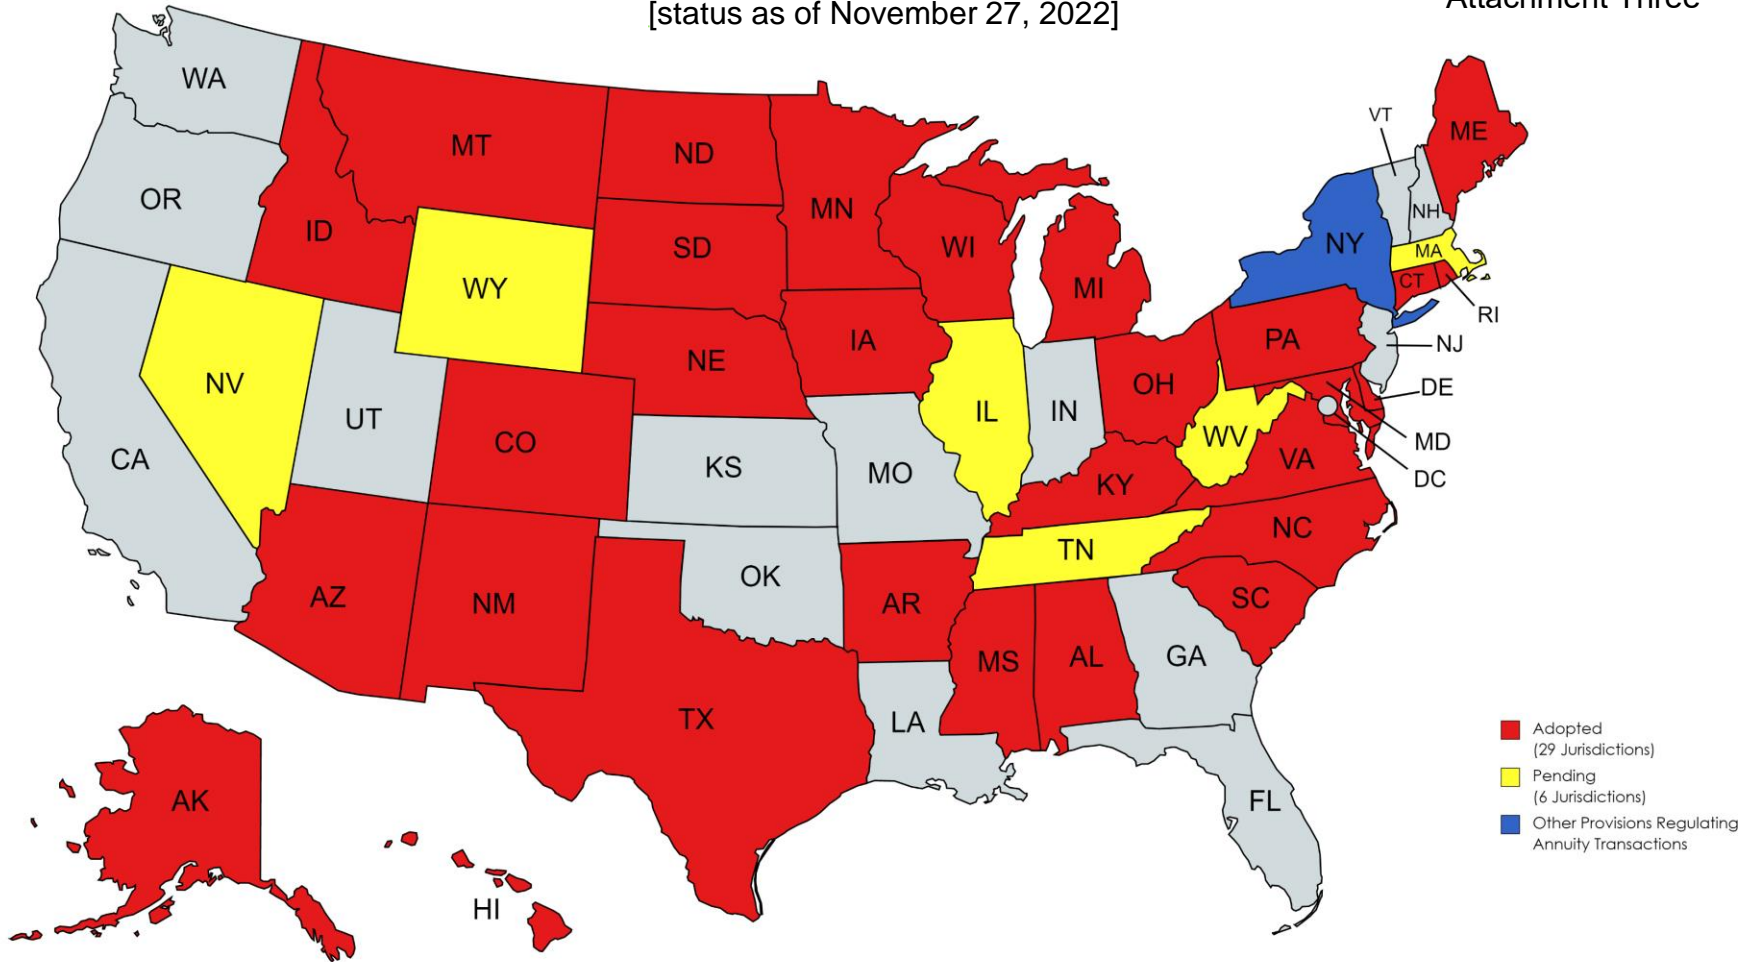 [status as of November 27, 2022]
Attachment Three
WA
MT
ND
MN
VT
ME
OR
ID
SD
WI
MI
NY
NH
MA
CT
RI
WY
NE
IA
PA
NJ
NV
UT
CO
IL
IN
OH
DE
CA
KS
MO
WV
VA
MD
DC
KY
AZ
NM
OK
AR
TN
NC
SC
TX
LA
MS
AL
GA
FL
AK
HI
Adopted
(29 Jurisdictions)
Pending
(6 Jurisdictions)
Other Provisions Regulating
Annuity Transactions